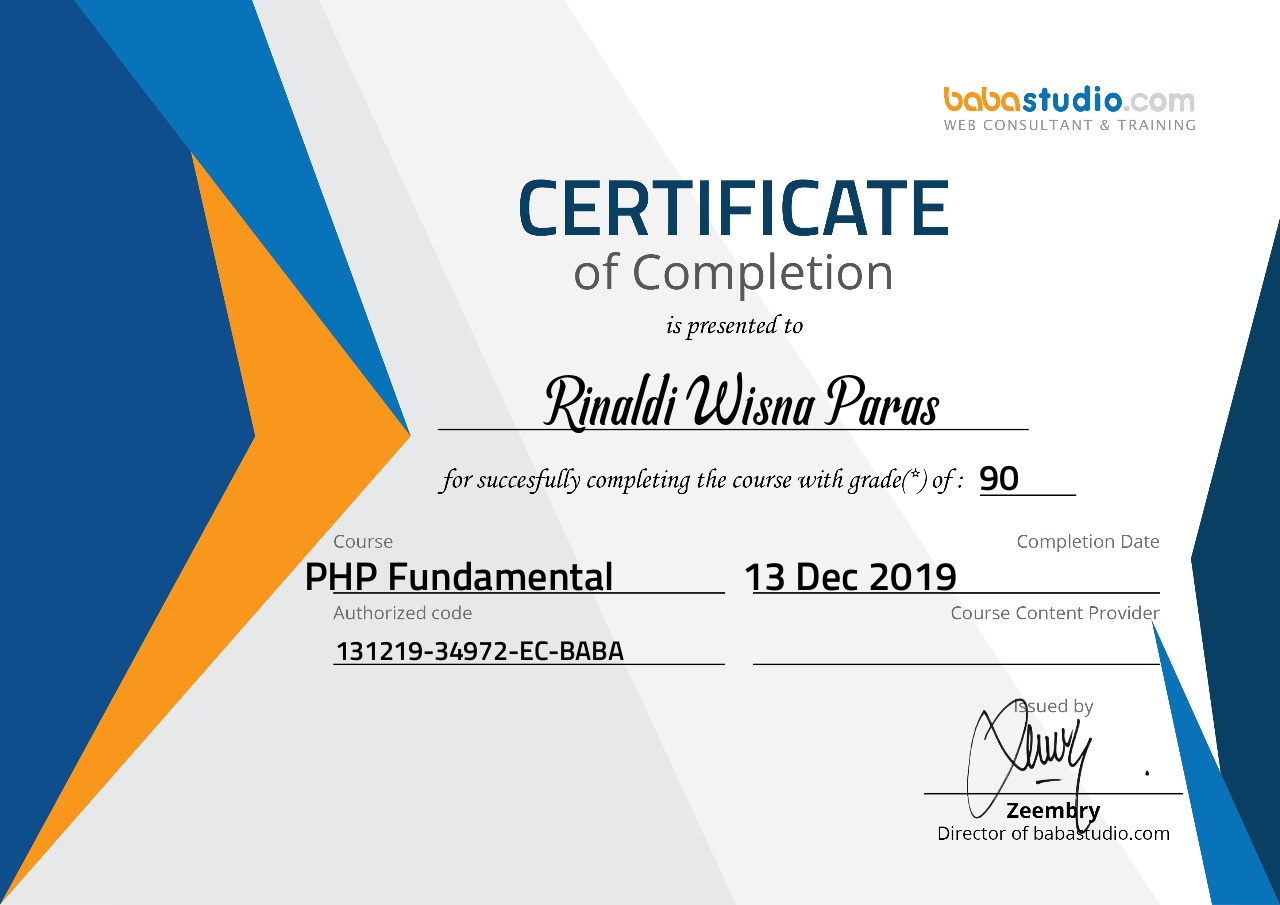 babastudio.com
WEB CONSULTANT & TRAINING
CERTIFICATE
of Completion
is presented to
Rinaldi Wisna Paras
for succesfully completing the course with grade(*) of : 90
Course
Completion Date
PHP Fundamental
13 Dec 2019
Authorized code
Course Content Provider
131219-34972-EC-BABA
Issued by
Zeembry
Director of babastudio.com